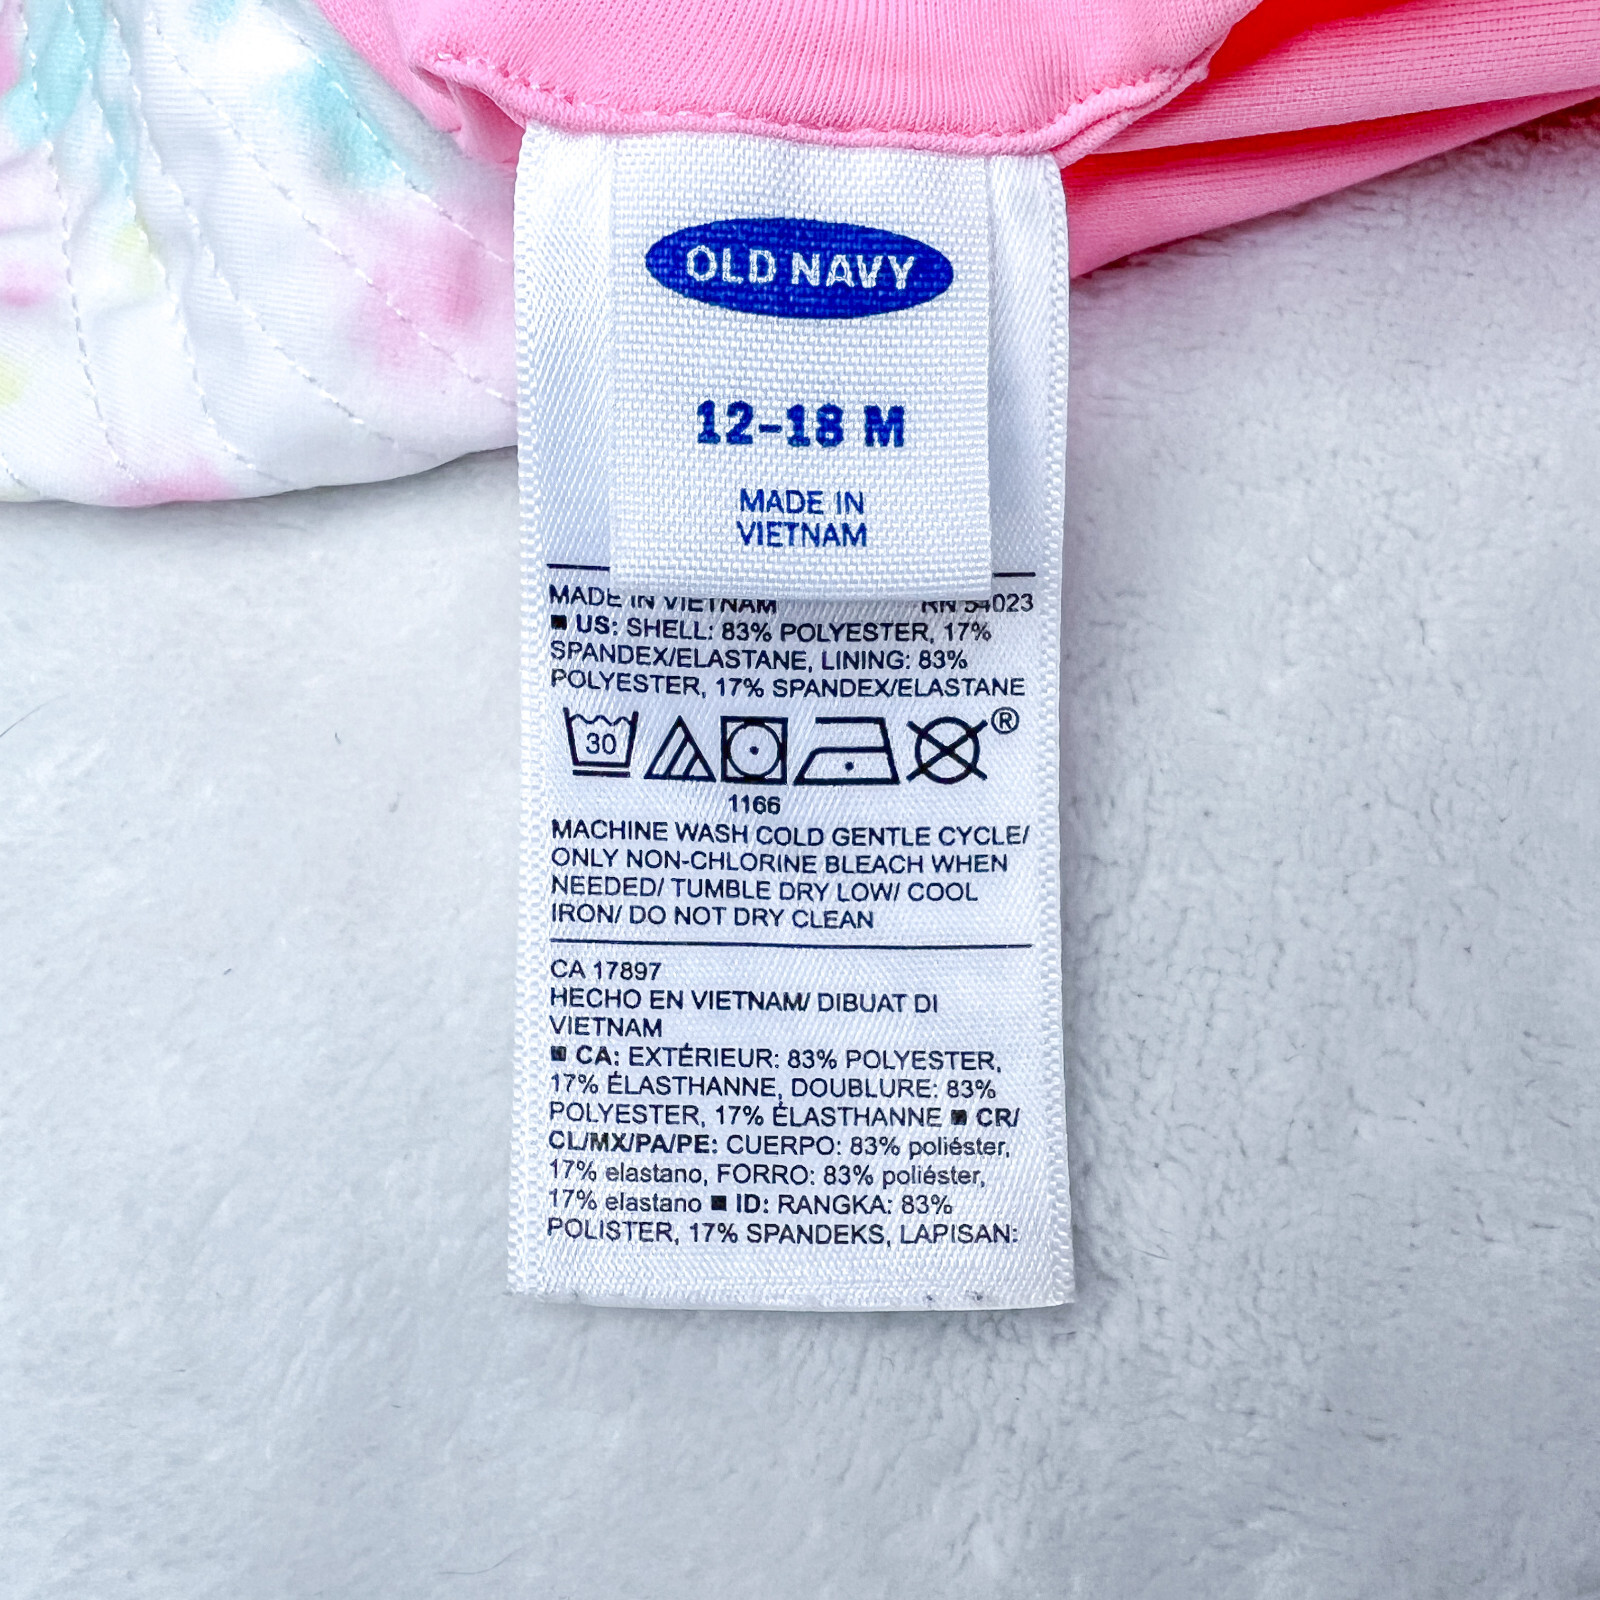 OLD NAVY
12-18 M
MADE IN
VIETNAM
MADE IN VIETNAM RN 54023
■ US: SHELL: 83% POLYESTER, 17%
SPANDEX/ELASTANE, LINING: 83%
POLYESTER, 17% SPANDEX/ELASTANE
30
®
1166
MACHINE WASH COLD GENTLE CYCLE/
ONLY NON-CHLORINE BLEACH WHEN
NEEDED/ TUMBLE DRY LOW/ COOL
IRON/ DO NOT DRY CLEAN
CA 17897
HECHO EN VIETNAM/ DIBUAT DI
VIETNAM
■ CA: EXTÉRIEUR: 83% POLYESTER,
17% ÉLASTHANNE, DOUBLURE: 83%
POLYESTER, 17% ÉLASTHANNE ■ CR/
CL/MX/PA/PE: CUERPO: 83% poliéster,
17% elastano, FORRO: 83% poliéster,
17% elastano ■ ID: RANGKA: 83%
POLISTER, 17% SPANDEKS, LAPISAN: